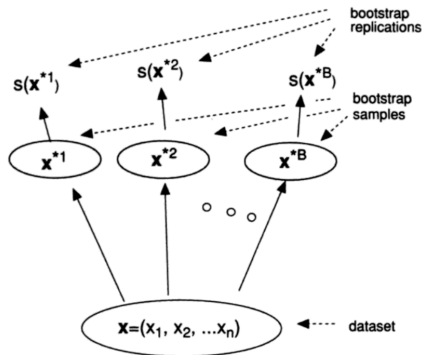 bootstrap
replications
s(x*1) s(x*2) s(x*B)
bootstrap
samples
x*1 x*2 x*B
x=(x1, x2, ...xn)
dataset